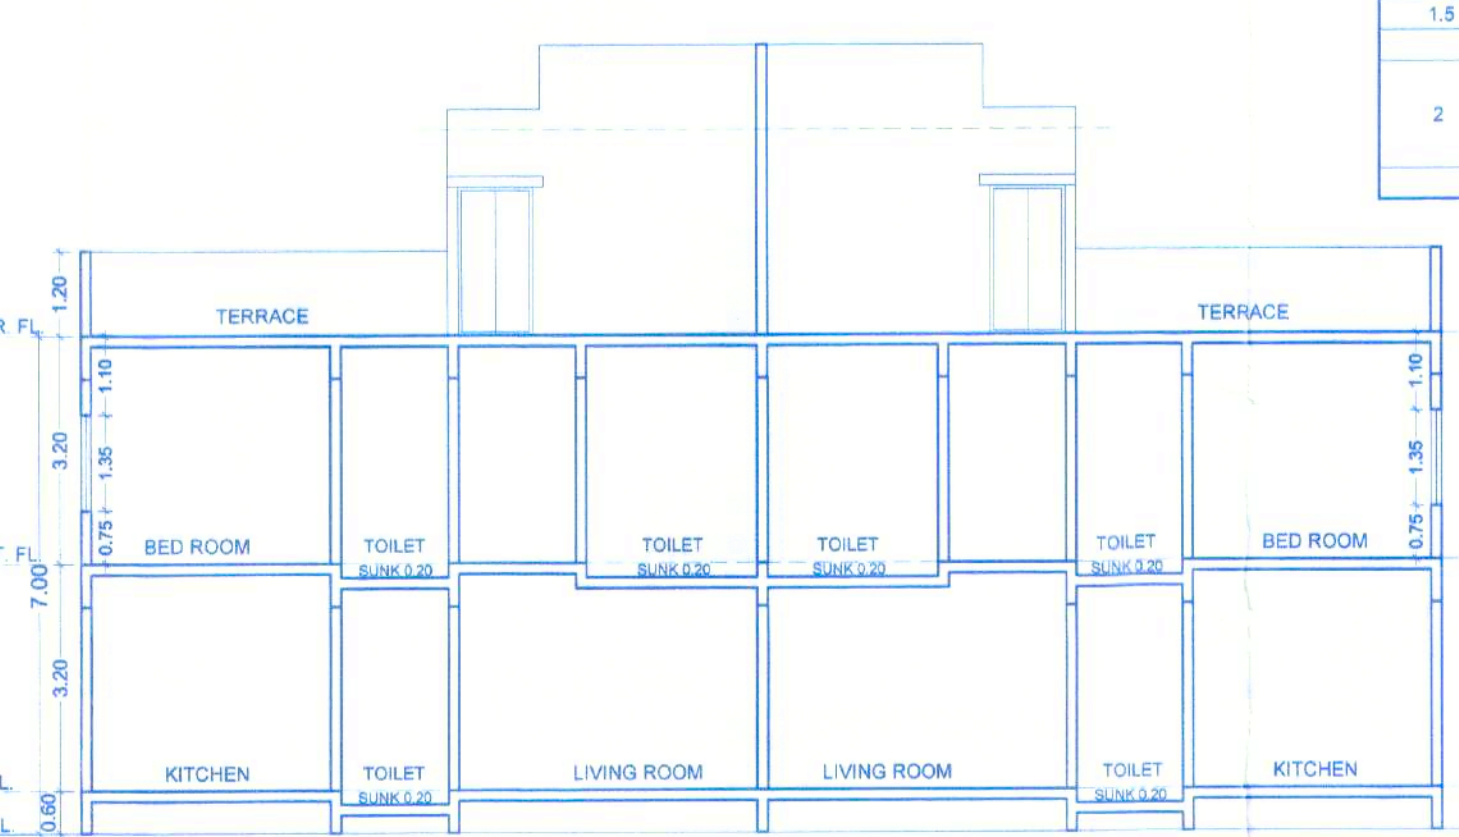 1.5
2
1.20
TERRACE
TERRACE
R. FL.
1.10
1.10
3.20
1.35
1.35
0.75
BED ROOM
TOILET
SUNK 0.20
TOILET
SUNK 0.20
TOILET
SUNK 0.20
TOILET
SUNK 0.20
BED ROOM
0.75
T. FL.
7.00
3.20
KITCHEN
TOILET
SUNK 0.20
LIVING ROOM
LIVING ROOM
TOILET
SUNK 0.20
KITCHEN
L.
0.60
L.